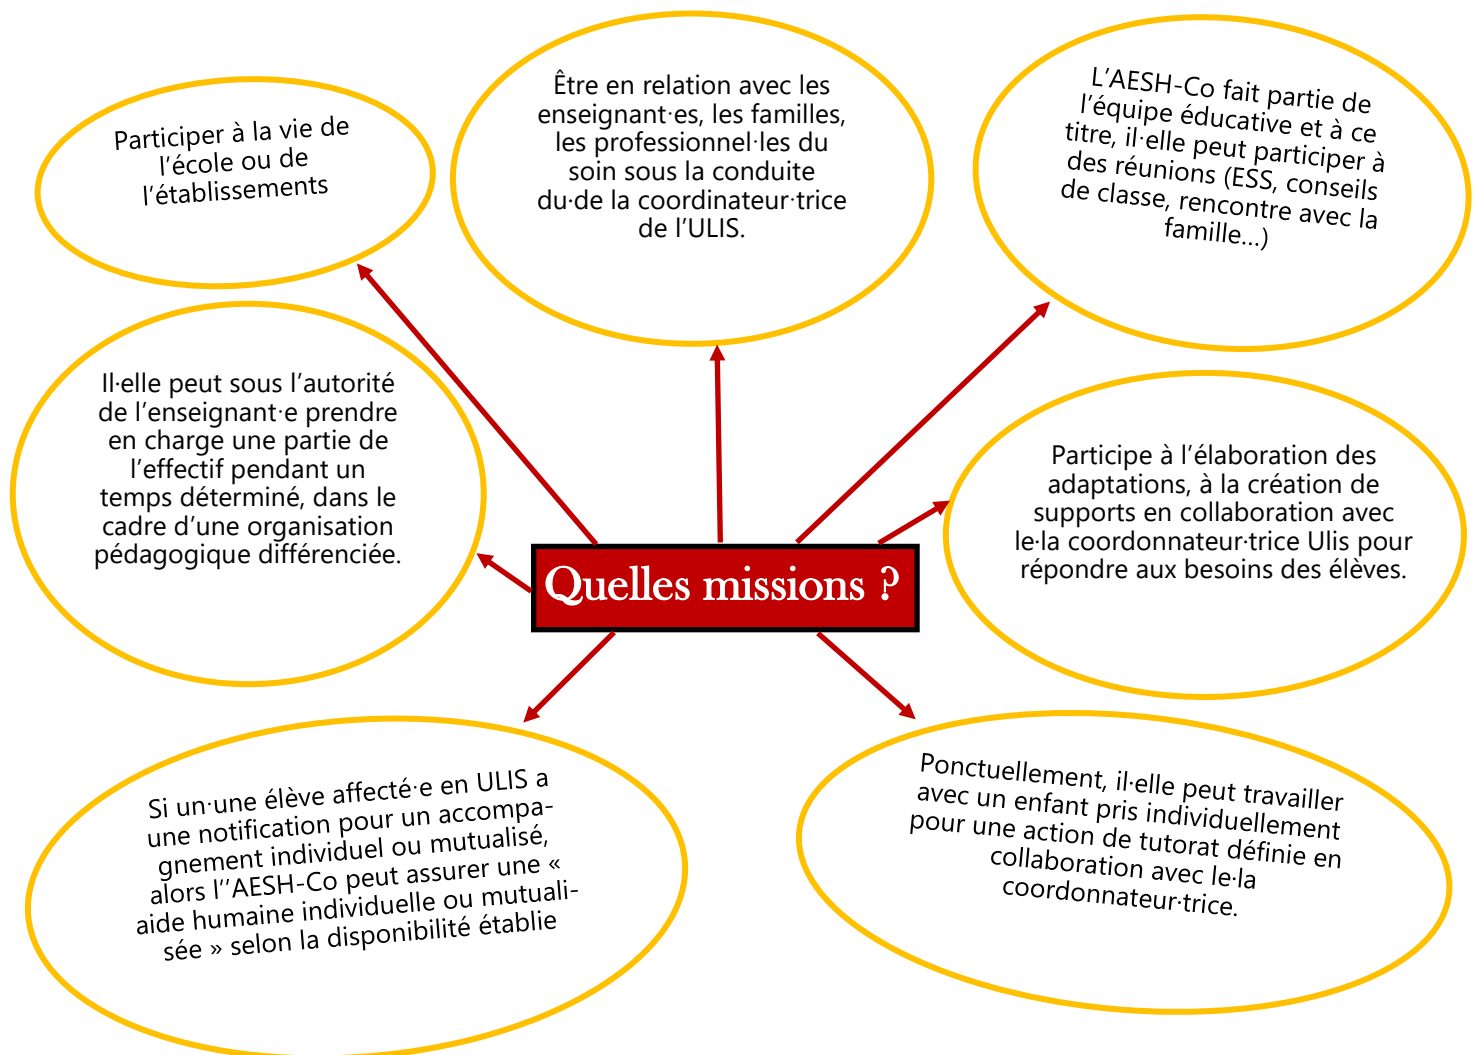 Participer à la vie de
l'école ou de
l'établissements
Être en relation avec les
enseignant·es, les familles,
les professionnel·les du
soin sous la conduite
du·de la coordinateur·trice
de l'ULIS.
L'AESH-Co fait partie de
l'équipe éducative et à ce
titre, il·elle peut participer à
des réunions (ESS, conseils
de classe, rencontre avec la
famille…)
Il·elle peut sous l'autorité
de l'enseignant·e prendre
en charge une partie de
l'effectif pendant un
temps déterminé, dans le
cadre d'une organisation
pédagogique différenciée.
Participe à l'élaboration des
adaptations, à la création de
supports en collaboration avec
le·la coordonnateur·trice Ulis pour
répondre aux besoins des élèves.
Quelles missions ?
Si un·une élève affecté·e en ULIS a
une notification pour un accompa-
gnement individuel ou mutualisé,
alors l''AESH-Co peut assurer une «
aide humaine individuelle ou mutuali-
sée » selon la disponibilité établie
Ponctuellement, il·elle peut travailler
avec un enfant pris individuellement
pour une action de tutorat définie en
collaboration avec le·la
coordonnateur·trice.